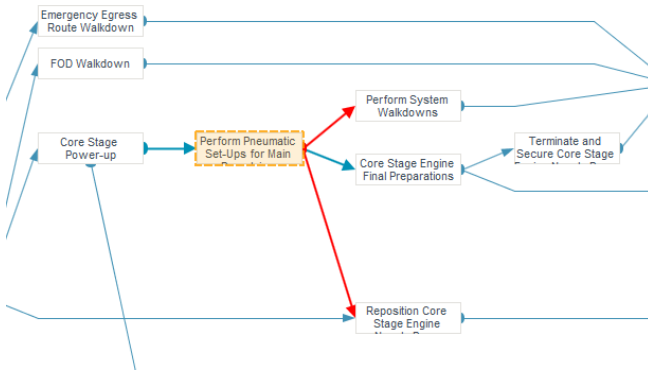 Emergency Egress
Route Walkdown
FOD Walkdown
Core Stage
Power-up
Perform Pneumatic
Set-Ups for Main
Perform System
Walkdowns
Core Stage Engine
Final Preparations
Terminate and
Secure Core Stage
Reposition Core
Stage Engine